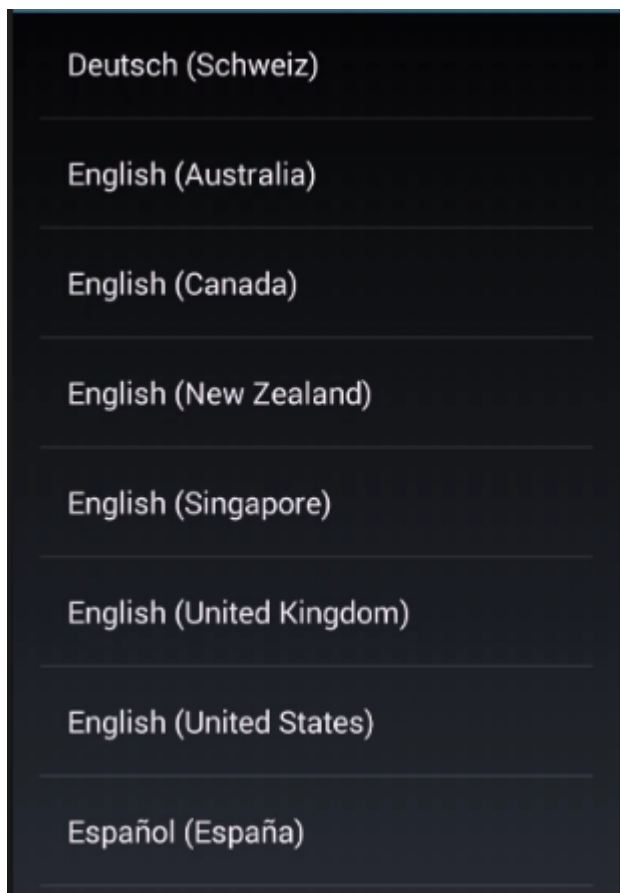 Deutsch (Schweiz)
English (Australia)
English (Canada)
English (New Zealand)
English (Singapore)
English (United Kingdom)
English (United States)
Español (España)